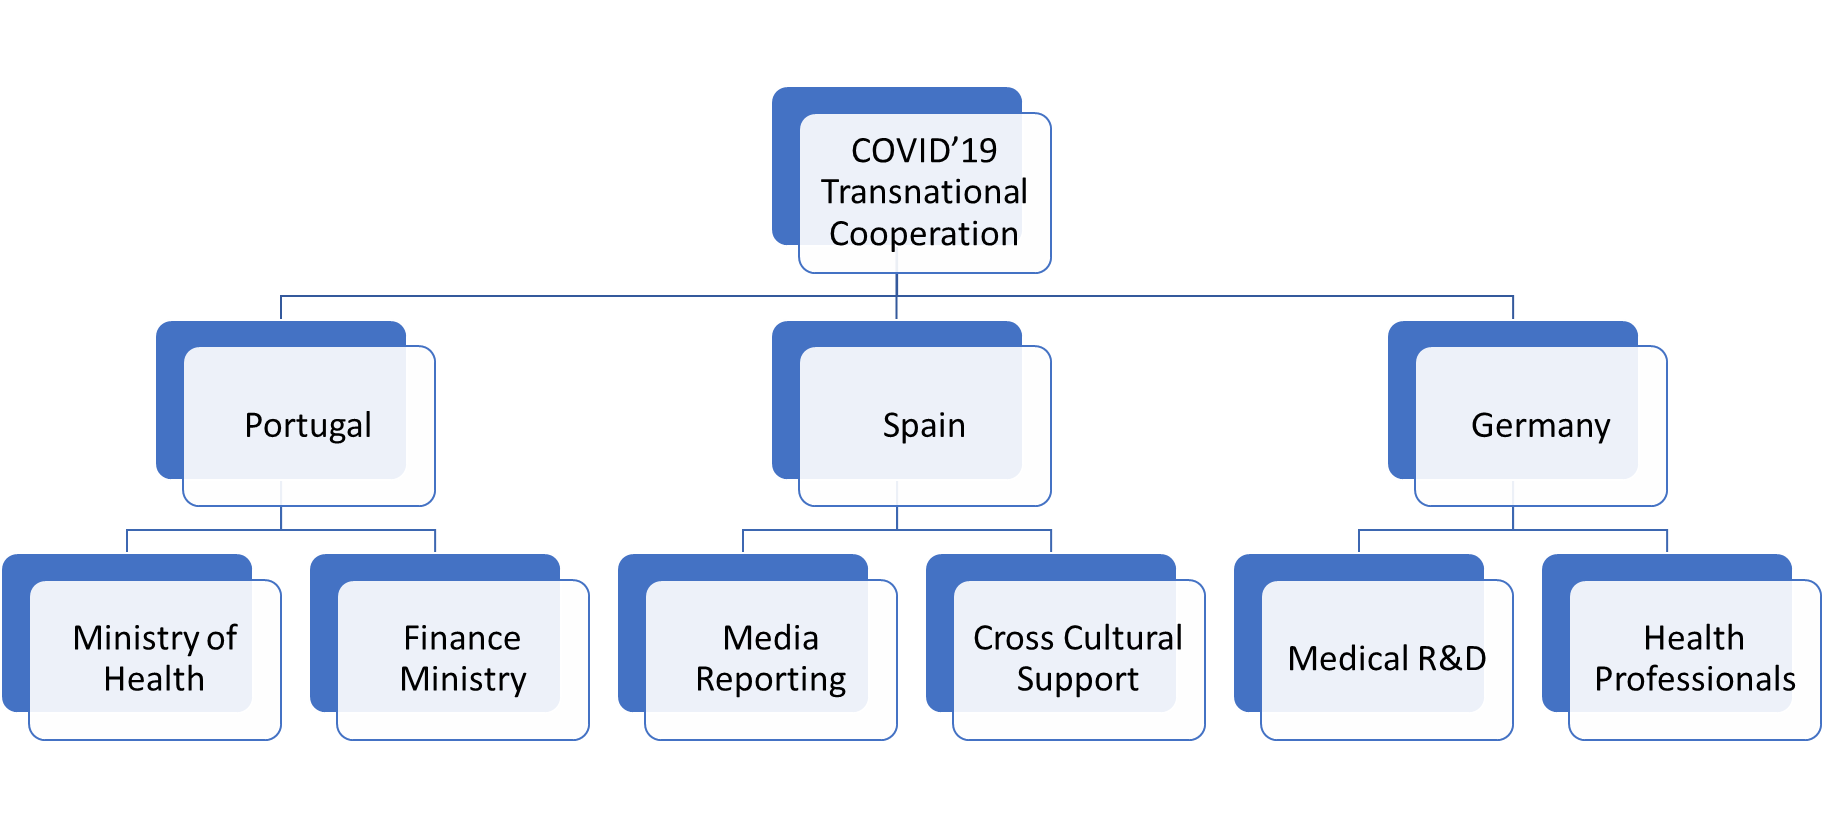 COVID’19
Transnational
Cooperation
Portugal
Spain
Germany
Ministry of
Health
Finance
Ministry
Media
Reporting
Cross Cultural
Support
Medical R&D
Health
Professionals